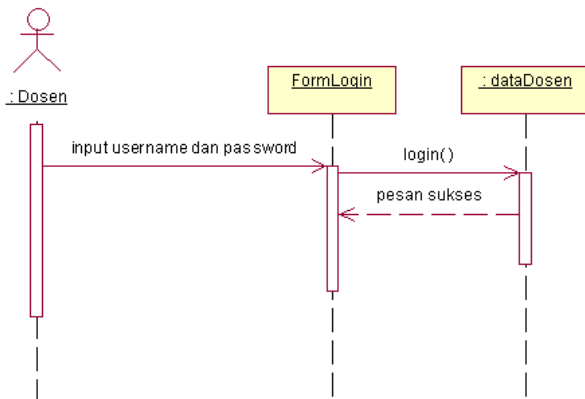 : Dosen
FormLogin
: dataDosen
input username dan password
login()
pesan sukses